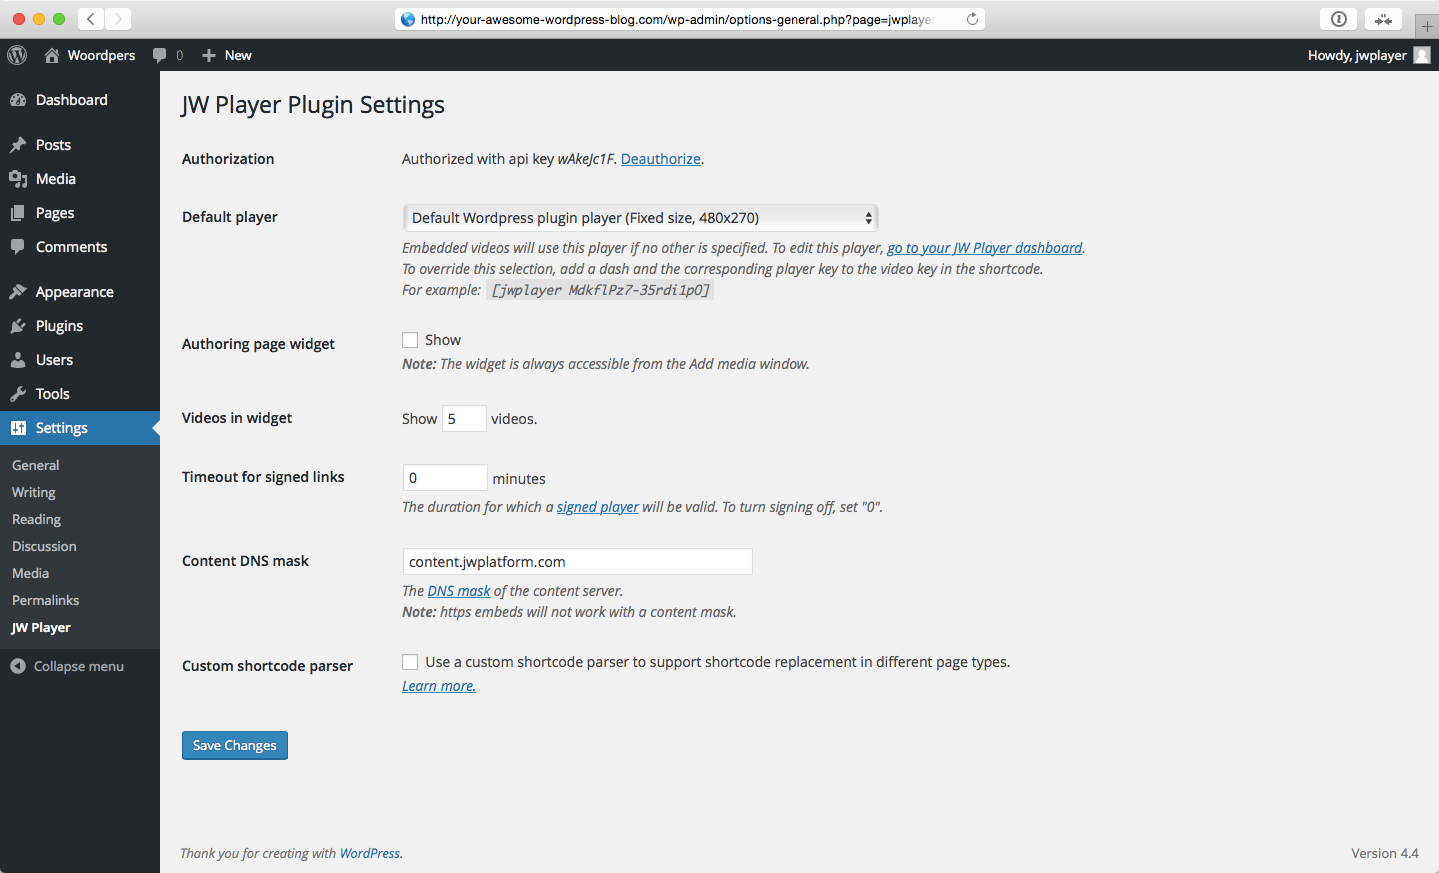 http://your-awesome-wordpress-blog.com/wp-admin/options-general.php?page=jwplaye
Woordpers 0 New Howdy, jwplayer
Dashboard
Posts
Media
Pages
Comments
Appearance
Plugins
Users
Tools
Settings
General
Writing
Reading
Discussion
Media
Permalinks
JW Player
Collapse menu
JW Player Plugin Settings
Authorization Authorized with api key wAkeJc1F. Deauthorize.
Default player Default Wordpress plugin player (Fixed size, 480x270)
Embedded videos will use this player if no other is specified. To edit this player, go to your JW Player dashboard.
To override this selection, add a dash and the corresponding player key to the video key in the shortcode.
For example: [jwplayer MdkflPz7-35rdi1pO]
Authoring page widget Show
Note: The widget is always accessible from the Add media window.
Videos in widget Show 5 videos.
Timeout for signed links 0 minutes
The duration for which a signed player will be valid. To turn signing off, set "0".
Content DNS mask content.jwplatform.com
The DNS mask of the content server.
Note: https embeds will not work with a content mask.
Custom shortcode parser Use a custom shortcode parser to support shortcode replacement in different page types.
Learn more.
Save Changes
Thank you for creating with WordPress. Version 4.4